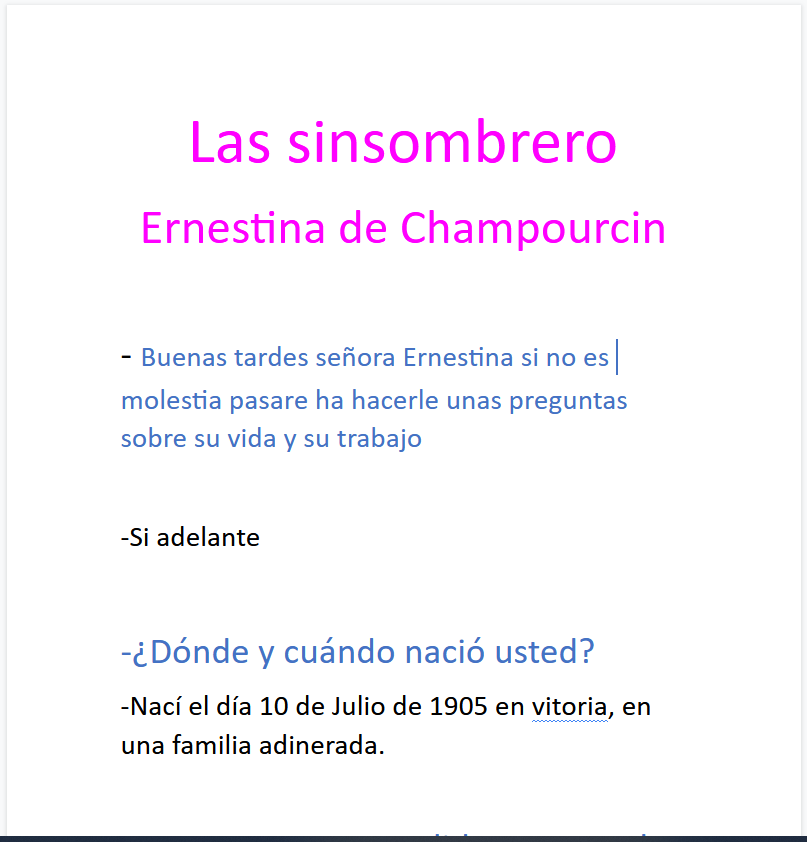 Las sinsombrero
Ernestina de Champourcin
- Buenas tardes señora Ernestina si no es
molestia pasare ha hacerle unas preguntas
sobre su vida y su trabajo
-Si adelante
-¿Dónde y cuándo nació usted?
-Nací el día 10 de Julio de 1905 en vitoria, en
una familia adinerada.